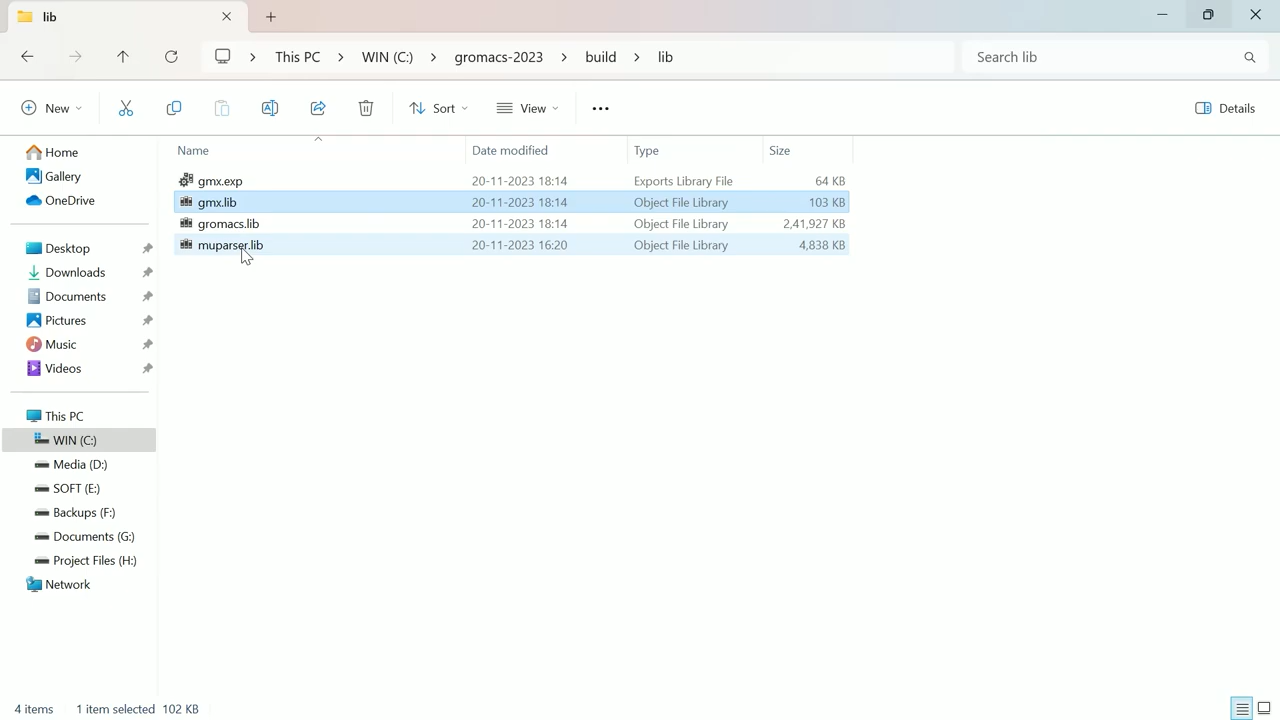 lib
This PC > WIN (C:) > gromacs-2023 > build > lib
Search lib
New
Sort
View
Details
Name Date modified Type Size
gmx.exp 20-11-2023 18:14 Exports Library File 64 KB
gmx.lib 20-11-2023 18:14 Object File Library 103 KB
gromacs.lib 20-11-2023 18:14 Object File Library 2,41,927 KB
muparser.lib 20-11-2023 16:20 Object File Library 4,838 KB
Home
Gallery
OneDrive
Desktop
Downloads
Documents
Pictures
Music
Videos
This PC
WIN (C:)
Media (D:)
SOFT (E:)
Backups (F:)
Documents (G:)
Project Files (H:)
Network
4 items 1 item selected 102 KB